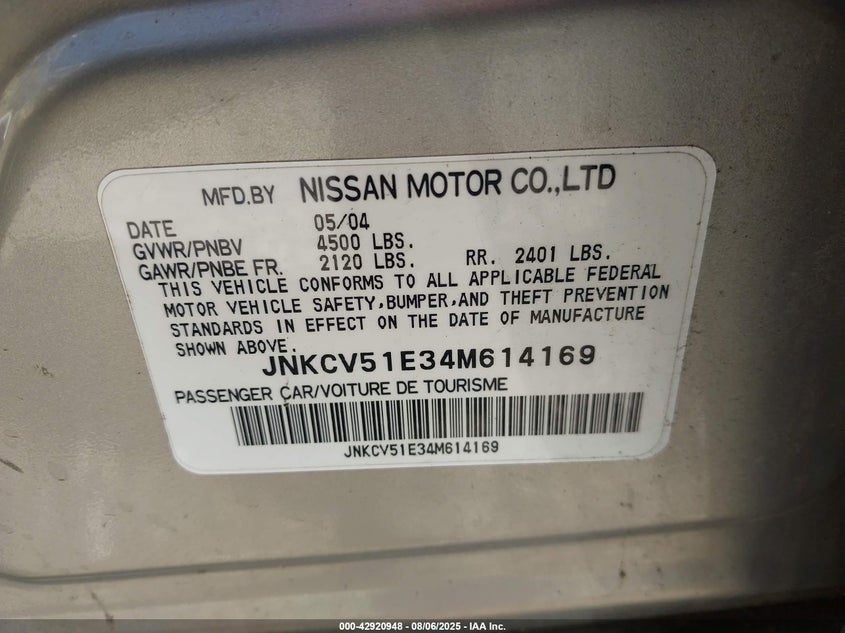 MFD.BY NISSAN MOTOR CO.,LTD
DATE 05/04
GVWR/PNBV 4500 LBS.
GAWR/PNBE FR. 2120 LBS. RR. 2401 LBS.
THIS VEHICLE CONFORMS TO ALL APPLICABLE FEDERAL
MOTOR VEHICLE SAFETY,BUMPER,AND THEFT PREVENTION
STANDARDS IN EFFECT ON THE DATE OF MANUFACTURE
SHOWN ABOVE.
JNKCV51E34M614169
PASSENGER CAR/VOITURE DE TOURISME
JNKCV51E34M614169
000-42920948 - 08/06/2025 - IAA Inc.